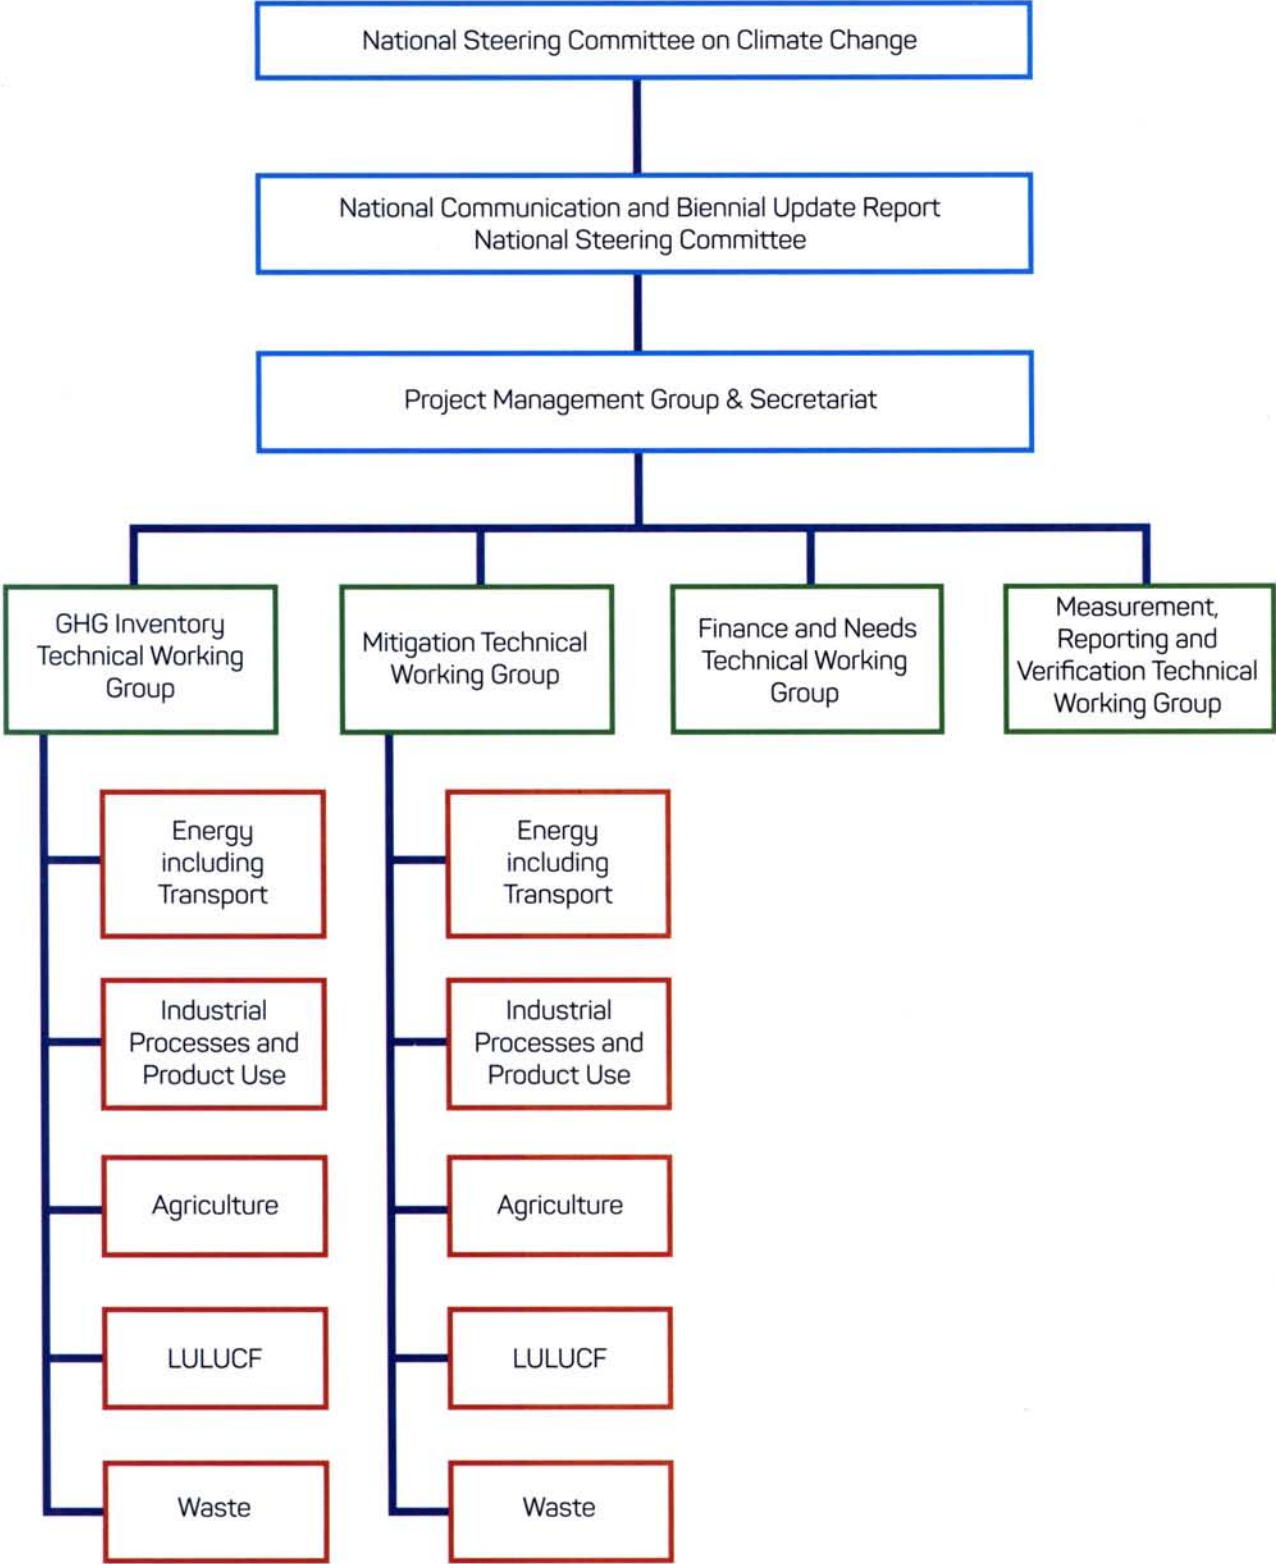 National Steering Committee on Climate Change
National Communication and Biennial Update Report
National Steering Committee
Project Management Group & Secretariat
GHG Inventory
Technical Working
Group
Mitigation Technical
Working Group
Finance and Needs
Technical Working
Group
Measurement,
Reporting and
Verification Technical
Working Group
Energy
including
Transport
Industrial
Processes and
Product Use
Agriculture
LULUCF
Waste
Energy
including
Transport
Industrial
Processes and
Product Use
Agriculture
LULUCF
Waste